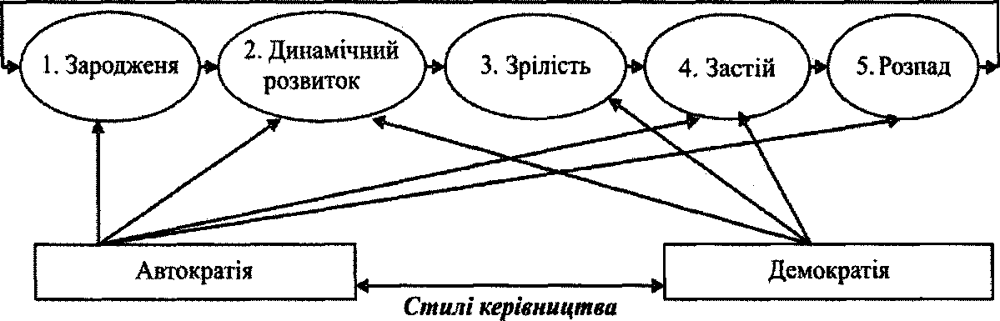 1. Зародженя
2. Динамічний
розвиток
3. Зрілість
4. Застій
5. Розпад
Автократія
Демократія
Стилі керівництва